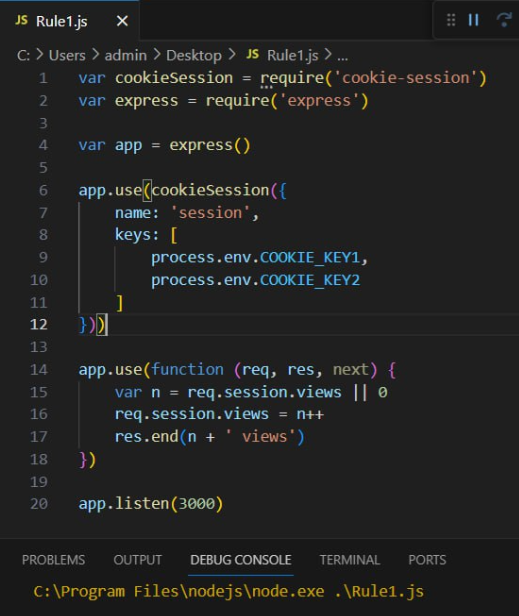 JS Rule1.js
C: > Users > admin > Desktop > JS Rule1.js > ...
1 var cookieSession = require('cookie-session')
2 var express = require('express')
3
4 var app = express()
5
6 app.use(cookieSession({
7     name: 'session',
8     keys: [
9         process.env.COOKIE_KEY1,
10         process.env.COOKIE_KEY2
11     ]
12 }))
13
14 app.use(function (req, res, next) {
15     var n = req.session.views || 0
16     req.session.views = n++
17     res.end(n + ' views')
18 })
19
20 app.listen(3000)
PROBLEMS OUTPUT DEBUG CONSOLE TERMINAL PORTS
C:\Program Files\nodejs\node.exe .\Rule1.js